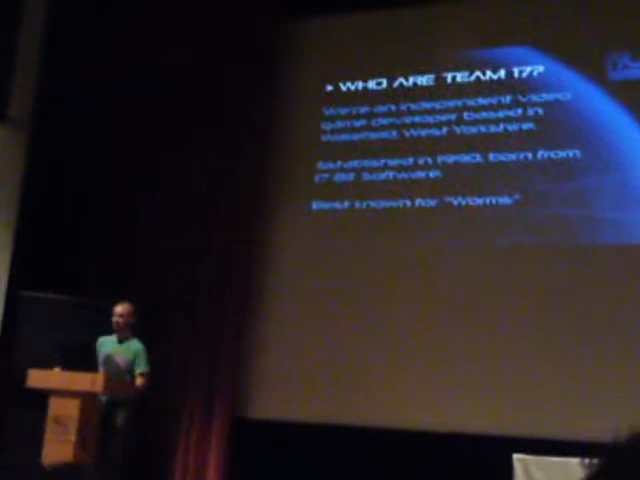 ▸ WHO ARE TEAM 17?
We're an independent video
game developer based in
Wakefield, West Yorkshire.
Established in 1990, born from
17-Bit Software.
Best known for "Worms"